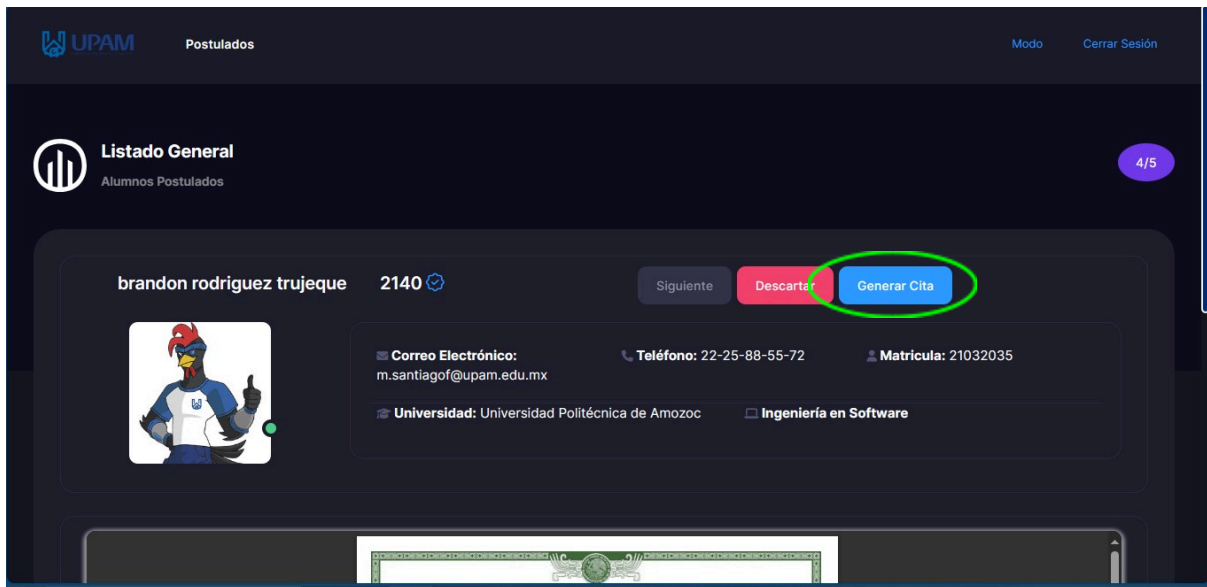 UPAM
Postulados
Modo
Cerrar Sesión
Listado General
Alumnos Postulados
4/5
brandon rodriguez trujeque
2140
Siguiente
Descartar
Generar Cita
Correo Electrónico:
m.santiagof@upam.edu.mx
Teléfono: 22-25-88-55-72
Matricula: 21032035
Universidad: Universidad Politécnica de Amozoc
Ingeniería en Software